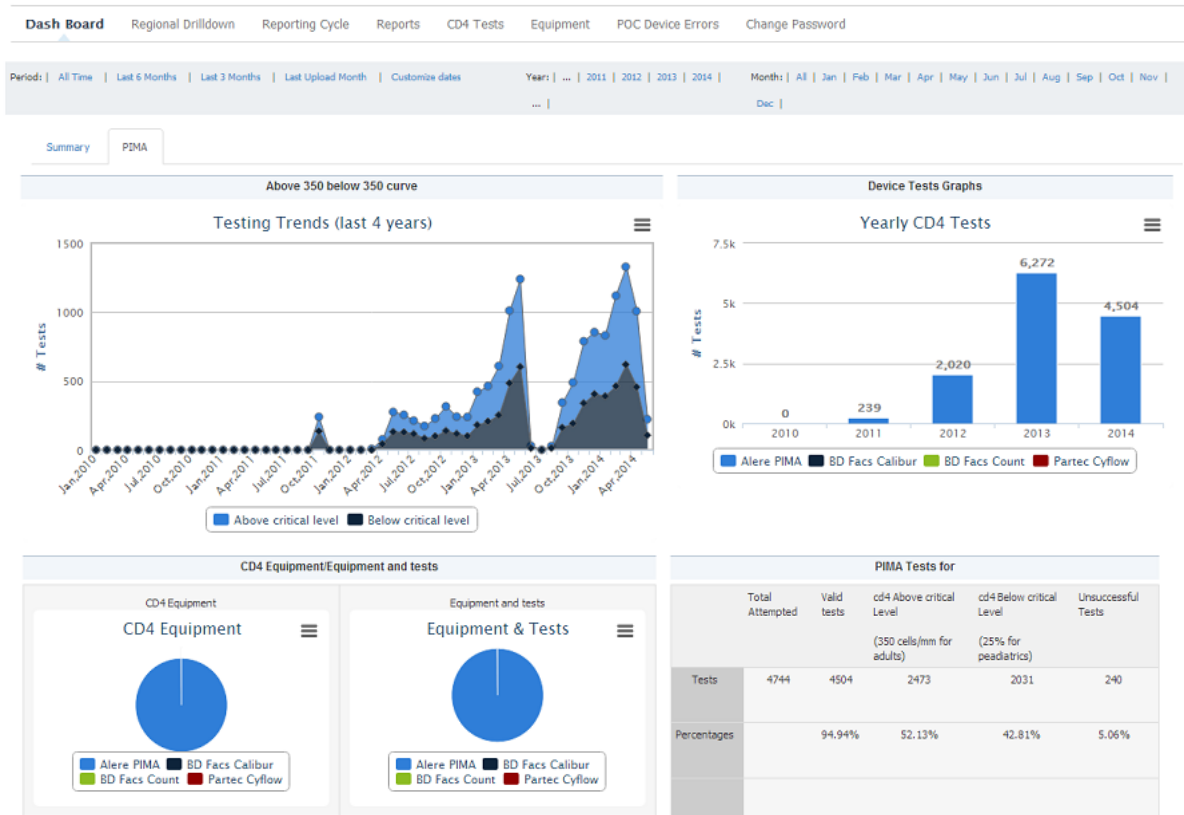 Dash Board Regional Drilldown Reporting Cycle Reports CD4 Tests Equipment POC Device Errors Change Password
Period: | All Time | Last 6 Months | Last 3 Months | Last Upload Month | Customize dates Year: | ... | 2011 | 2012 | 2013 | 2014 | Month: | All | Jan | Feb | Mar | Apr | May | Jun | Jul | Aug | Sep | Oct | Nov |
... | Dec |
Summary PIMA
Above 350 below 350 curve
Testing Trends (last 4 years)
# Tests
1500
1000
500
0
Jan,2010 Apr,2010 Jul,2010 Oct,2010 Jan,2011 Apr,2011 Jul,2011 Oct,2011 Jan,2012 Apr,2012 Jul,2012 Oct,2012 Jan,2013 Apr,2013 Jul,2013 Oct,2013 Jan,2014 Apr,2014
Above critical level Below critical level
Device Tests Graphs
Yearly CD4 Tests
# Tests
7.5k
5k
2.5k
0k
0 239 2,020 6,272 4,504
2010 2011 2012 2013 2014
Alere PIMA BD Facs Calibur BD Facs Count Partec Cyflow
CD4 Equipment/Equipment and tests
CD4 Equipment
CD4 Equipment
Alere PIMA BD Facs Calibur
BD Facs Count Partec Cyflow
Equipment and tests
Equipment & Tests
Alere PIMA BD Facs Calibur
BD Facs Count Partec Cyflow
PIMA Tests for
Total Attempted Valid tests cd4 Above critical Level (350 cells/mm for adults) cd4 Below critical Level (25% for peadiatrics) Unsuccessful Tests
Tests 4744 4504 2473 2031 240
Percentages 94.94% 52.13% 42.81% 5.06%